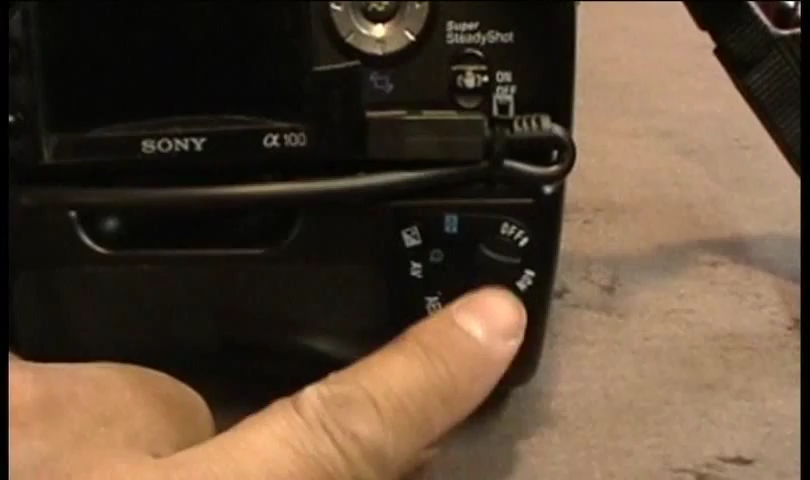 Super
SteadyShot
ON
OFF
SONY α100
OFF
AV